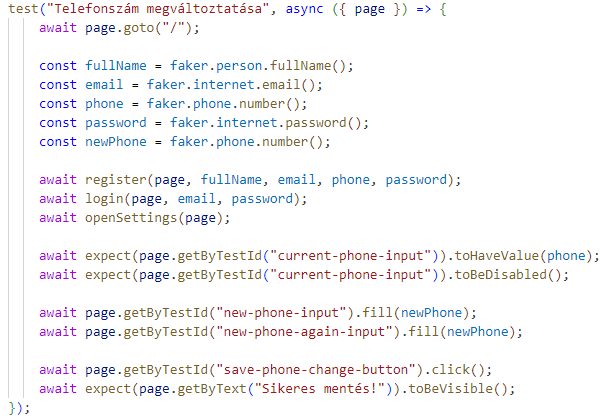 test("Telefonszám megváltoztatása", async ({ page }) => {
    await page.goto("/");

    const fullName = faker.person.fullName();
    const email = faker.internet.email();
    const phone = faker.phone.number();
    const password = faker.internet.password();
    const newPhone = faker.phone.number();

    await register(page, fullName, email, phone, password);
    await login(page, email, password);
    await openSettings(page);

    await expect(page.getByTestId("current-phone-input")).toHaveValue(phone);
    await expect(page.getByTestId("current-phone-input")).toBeDisabled();

    await page.getByTestId("new-phone-input").fill(newPhone);
    await page.getByTestId("new-phone-again-input").fill(newPhone);

    await page.getByTestId("save-phone-change-button").click();
    await expect(page.getByText("Sikeres mentés!")).toBeVisible();
});